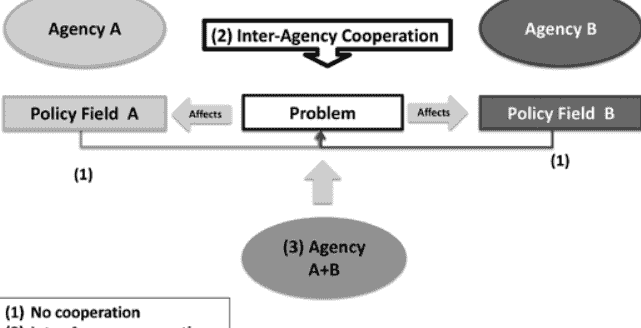 Agency A
(2) Inter-Agency Cooperation
Agency B
Policy Field A
Affects
Problem
Affects
Policy Field B
(1)
(1)
(3) Agency
A+B
(1) No cooperation